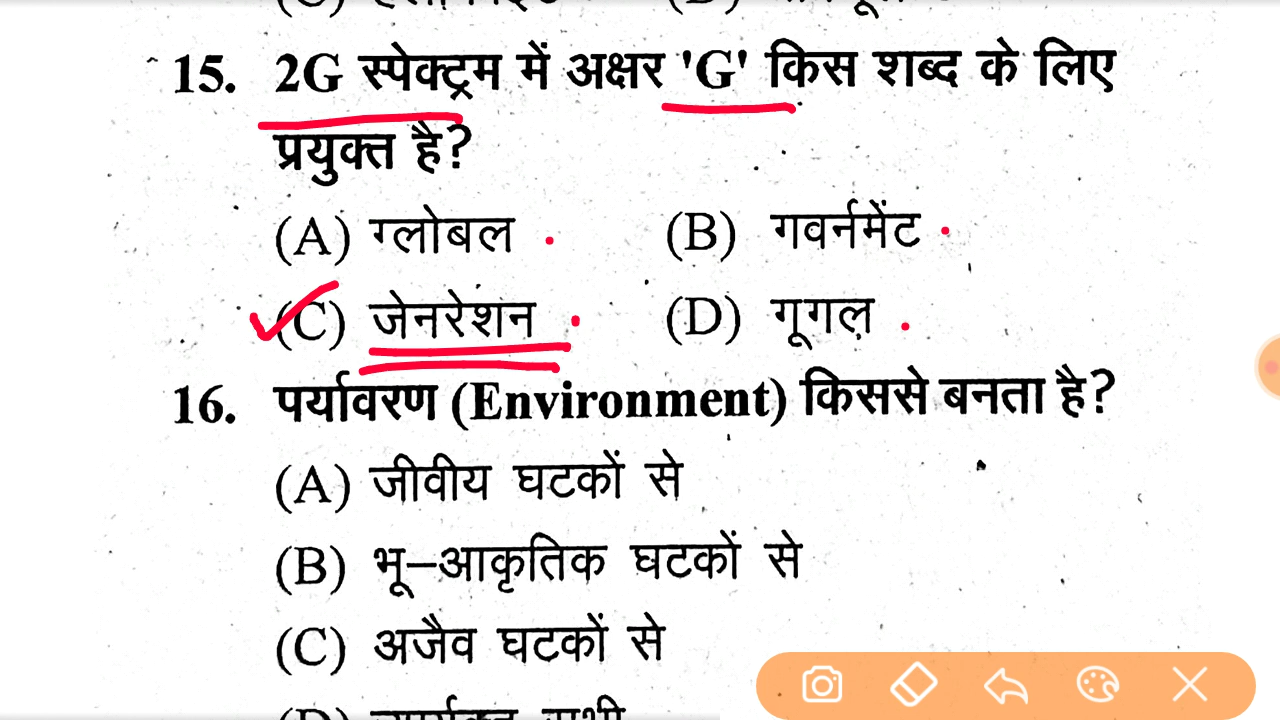 15. 2G स्पेक्ट्रम में अक्षर 'G' किस शब्द के लिए
प्रयुक्त है?
(A) ग्लोबल (B) गवर्नमेंट
(C) जेनरेशन (D) गूगल
16. पर्यावरण (Environment) किससे बनता है?
(A) जीवीय घटकों से
(B) भू–आकृतिक घटकों से
(C) अजैव घटकों से